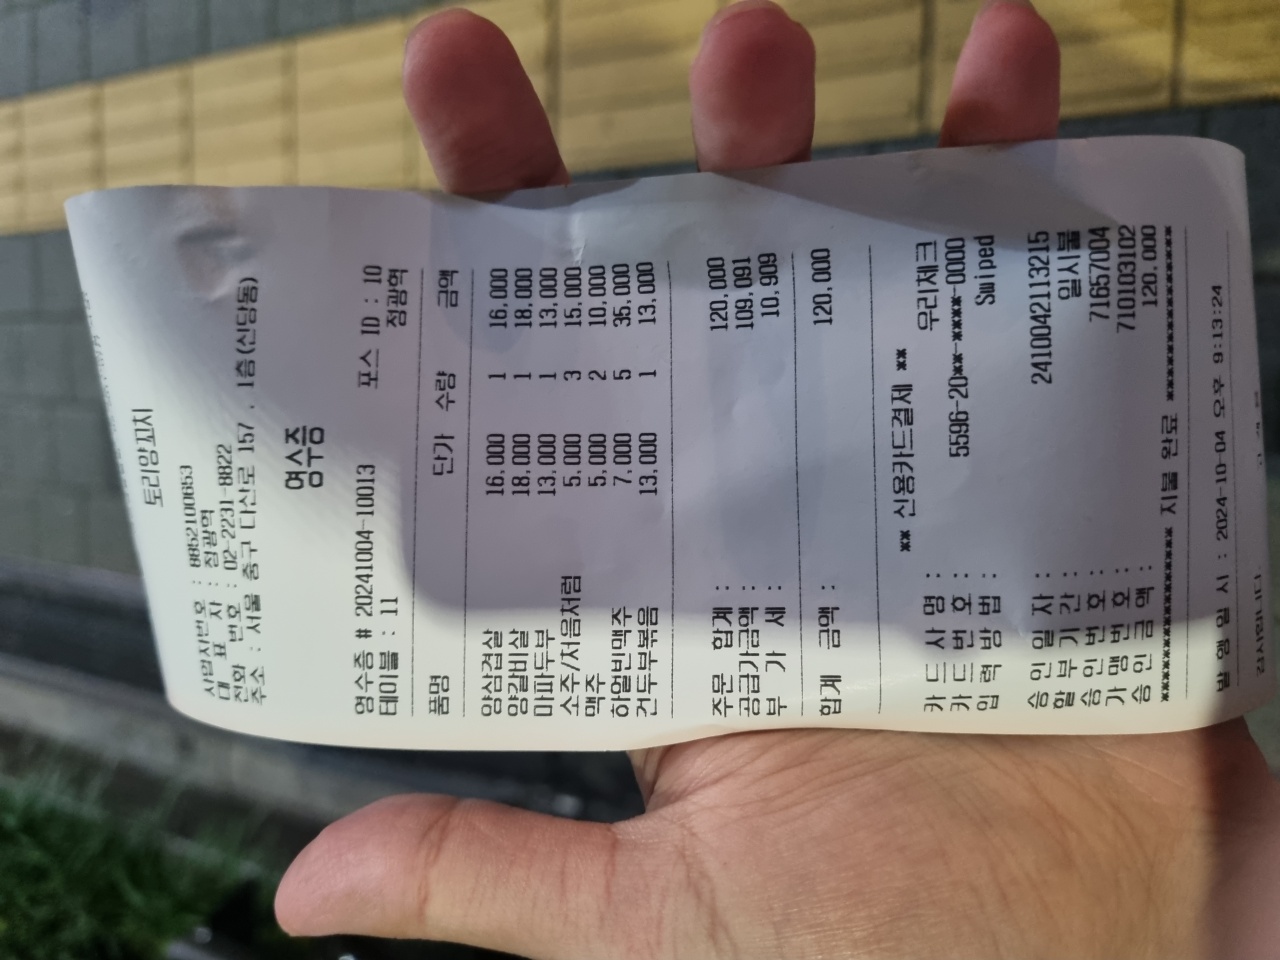 토리양꼬치
사업자번호 : 8852100653
대 표 자 : 정광혁
전화 번호 : 02-2231-8822
주소 : 서울 중구 다산로 157 , 1층(신당동)
영수증
영수증 # 20241004-10013 포스 ID : 10
테이블 : 11 정광혁
품명 단가 수량 금액
양삼겹살 16,000 1 16,000
양갈비살 18,000 1 18,000
마파두부 13,000 1 13,000
소주/처음처럼 5,000 3 15,000
맥주 5,000 2 10,000
하얼빈맥주 7,000 5 35,000
건두부볶음 13,000 1 13,000
주문 합계 : 120,000
공급가금액 : 109,091
부 가 세 : 10,909
합계 금액 : 120,000
** 신용카드결제 **
카 드 사 명 : 우리체크
카 드 번 호 : 5596-20**-****-0000
입 력 방 법 : Swiped
승 인 일 자 : 2410042113215
할 부 기 간 : 일시불
승 인 번 호 : 71657004
가 맹 번 호 : 710103102
승 인 금 액 : 120,000
*************** 지불 완료 ***************
발 행 일 시 : 2024-10-04 오후 9:13:24
감사합니다.